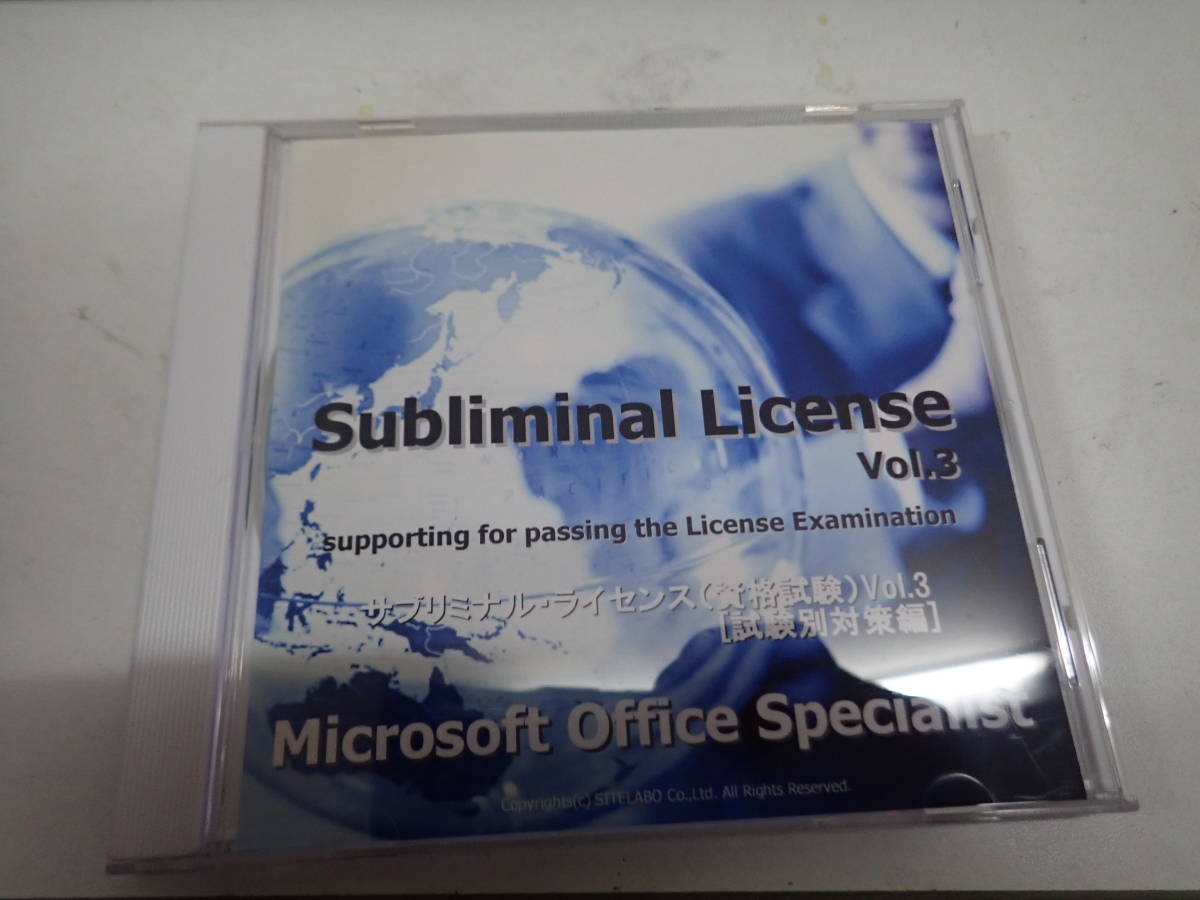 Subliminal License
Vol.3
supporting for passing the License Examination
サブリミナル・ライセンス(資格試験)Vol.3
[試験別対策編]
Microsoft Office Specialist
Copyrights(c) SITELABO Co.,Ltd. All Rights Reserved.